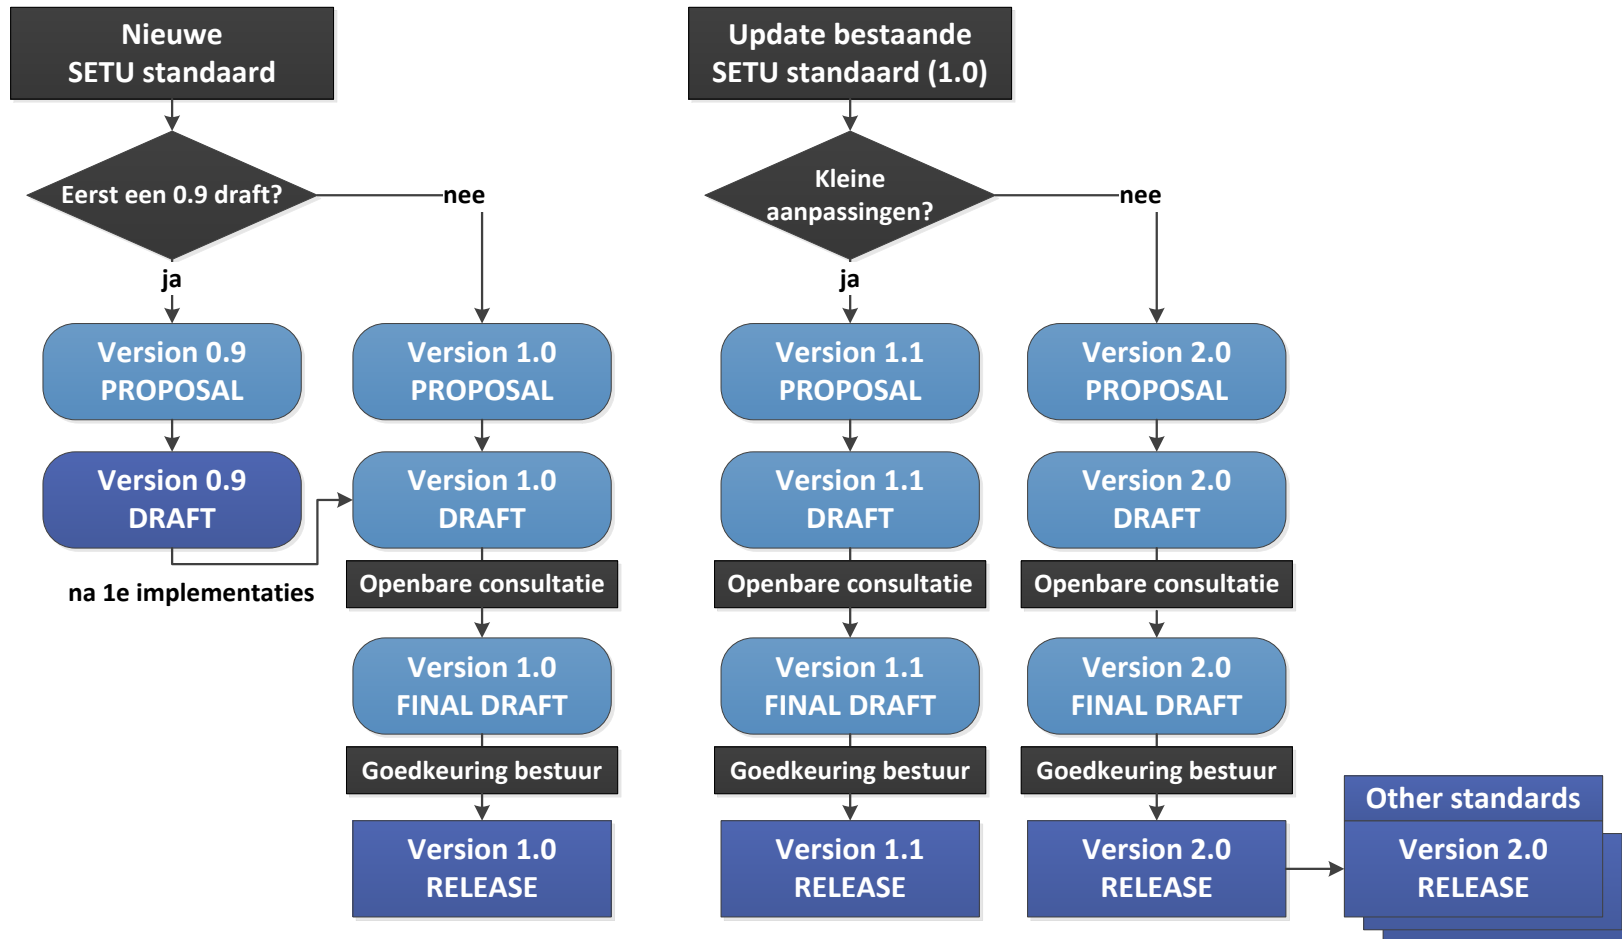 Nieuwe
SETU standaard
Eerst een 0.9 draft?
nee
ja
Version 0.9
PROPOSAL
Version 1.0
PROPOSAL
Version 0.9
DRAFT
Version 1.0
DRAFT
na 1e implementaties
Openbare consultatie
Version 1.0
FINAL DRAFT
Goedkeuring bestuur
Version 1.0
RELEASE
Update bestaande
SETU standaard (1.0)
Kleine
aanpassingen?
nee
ja
Version 1.1
PROPOSAL
Version 2.0
PROPOSAL
Version 1.1
DRAFT
Version 2.0
DRAFT
Openbare consultatie
Openbare consultatie
Version 1.1
FINAL DRAFT
Version 2.0
FINAL DRAFT
Goedkeuring bestuur
Goedkeuring bestuur
Version 1.1
RELEASE
Version 2.0
RELEASE
Other standards
Version 2.0
RELEASE